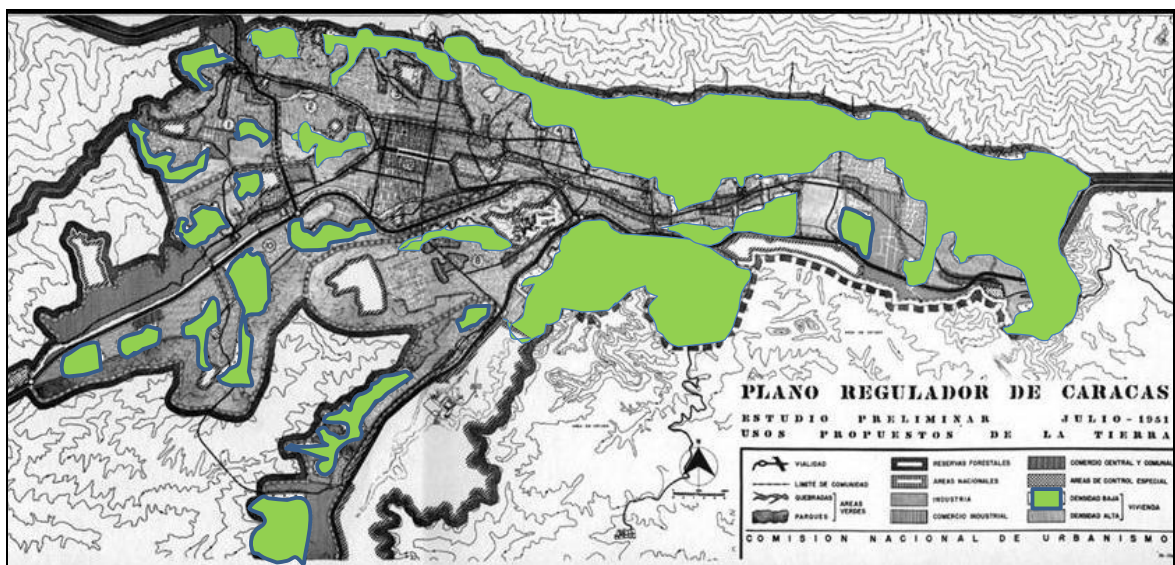 PLANO REGULADOR DE CARACAS
ESTUDIO PRELIMINAR JULIO-1951
USOS PROPUESTOS DE LA TIERRA
VIALIDAD
LIMITE DE COMUNIDAD
QUEBRADAS
PARQUES
AREAS VERDES
RESERVAS FORESTALES
AREAS NACIONALES
INDUSTRIA
COMERCIO INDUSTRIAL
COMERCIO CENTRAL Y COMUNAL
AREAS DE CONTROL ESPECIAL
DENSIDAD BAJA
DENSIDAD ALTA
VIVIENDA
COMISION NACIONAL DE URBANISMO